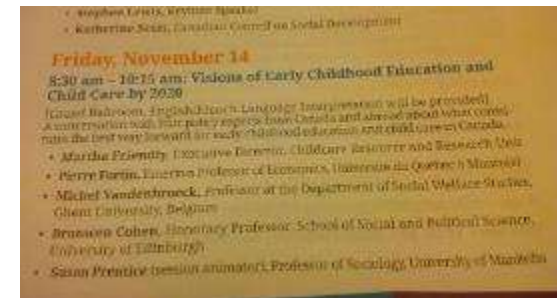 • Stephen Lewis, Keynote Speaker
• Katherine Scott, Canadian Council on Social Development
Friday, November 14
8:30 am – 10:15 am: Visions of Early Childhood Education and
Child Care by 2020
[Grand Ballroom, English/French Language Interpretation will be provided]
A conversation with four policy experts from Canada and abroad about what consti-
tutes the best way forward for early childhood education and child care in Canada.
• Martha Friendly, Executive Director, Childcare Resource and Research Unit
• Pierre Fortin, Emeritus Professor of Economics, Université du Québec à Montréal
• Michel Vandenbroeck, Professor at the Department of Social Welfare Studies,
Ghent University, Belgium
• Bronwen Cohen, Honorary Professor, School of Social and Political Science,
University of Edinburgh
• Susan Prentice (session animator), Professor of Sociology, University of Manitoba